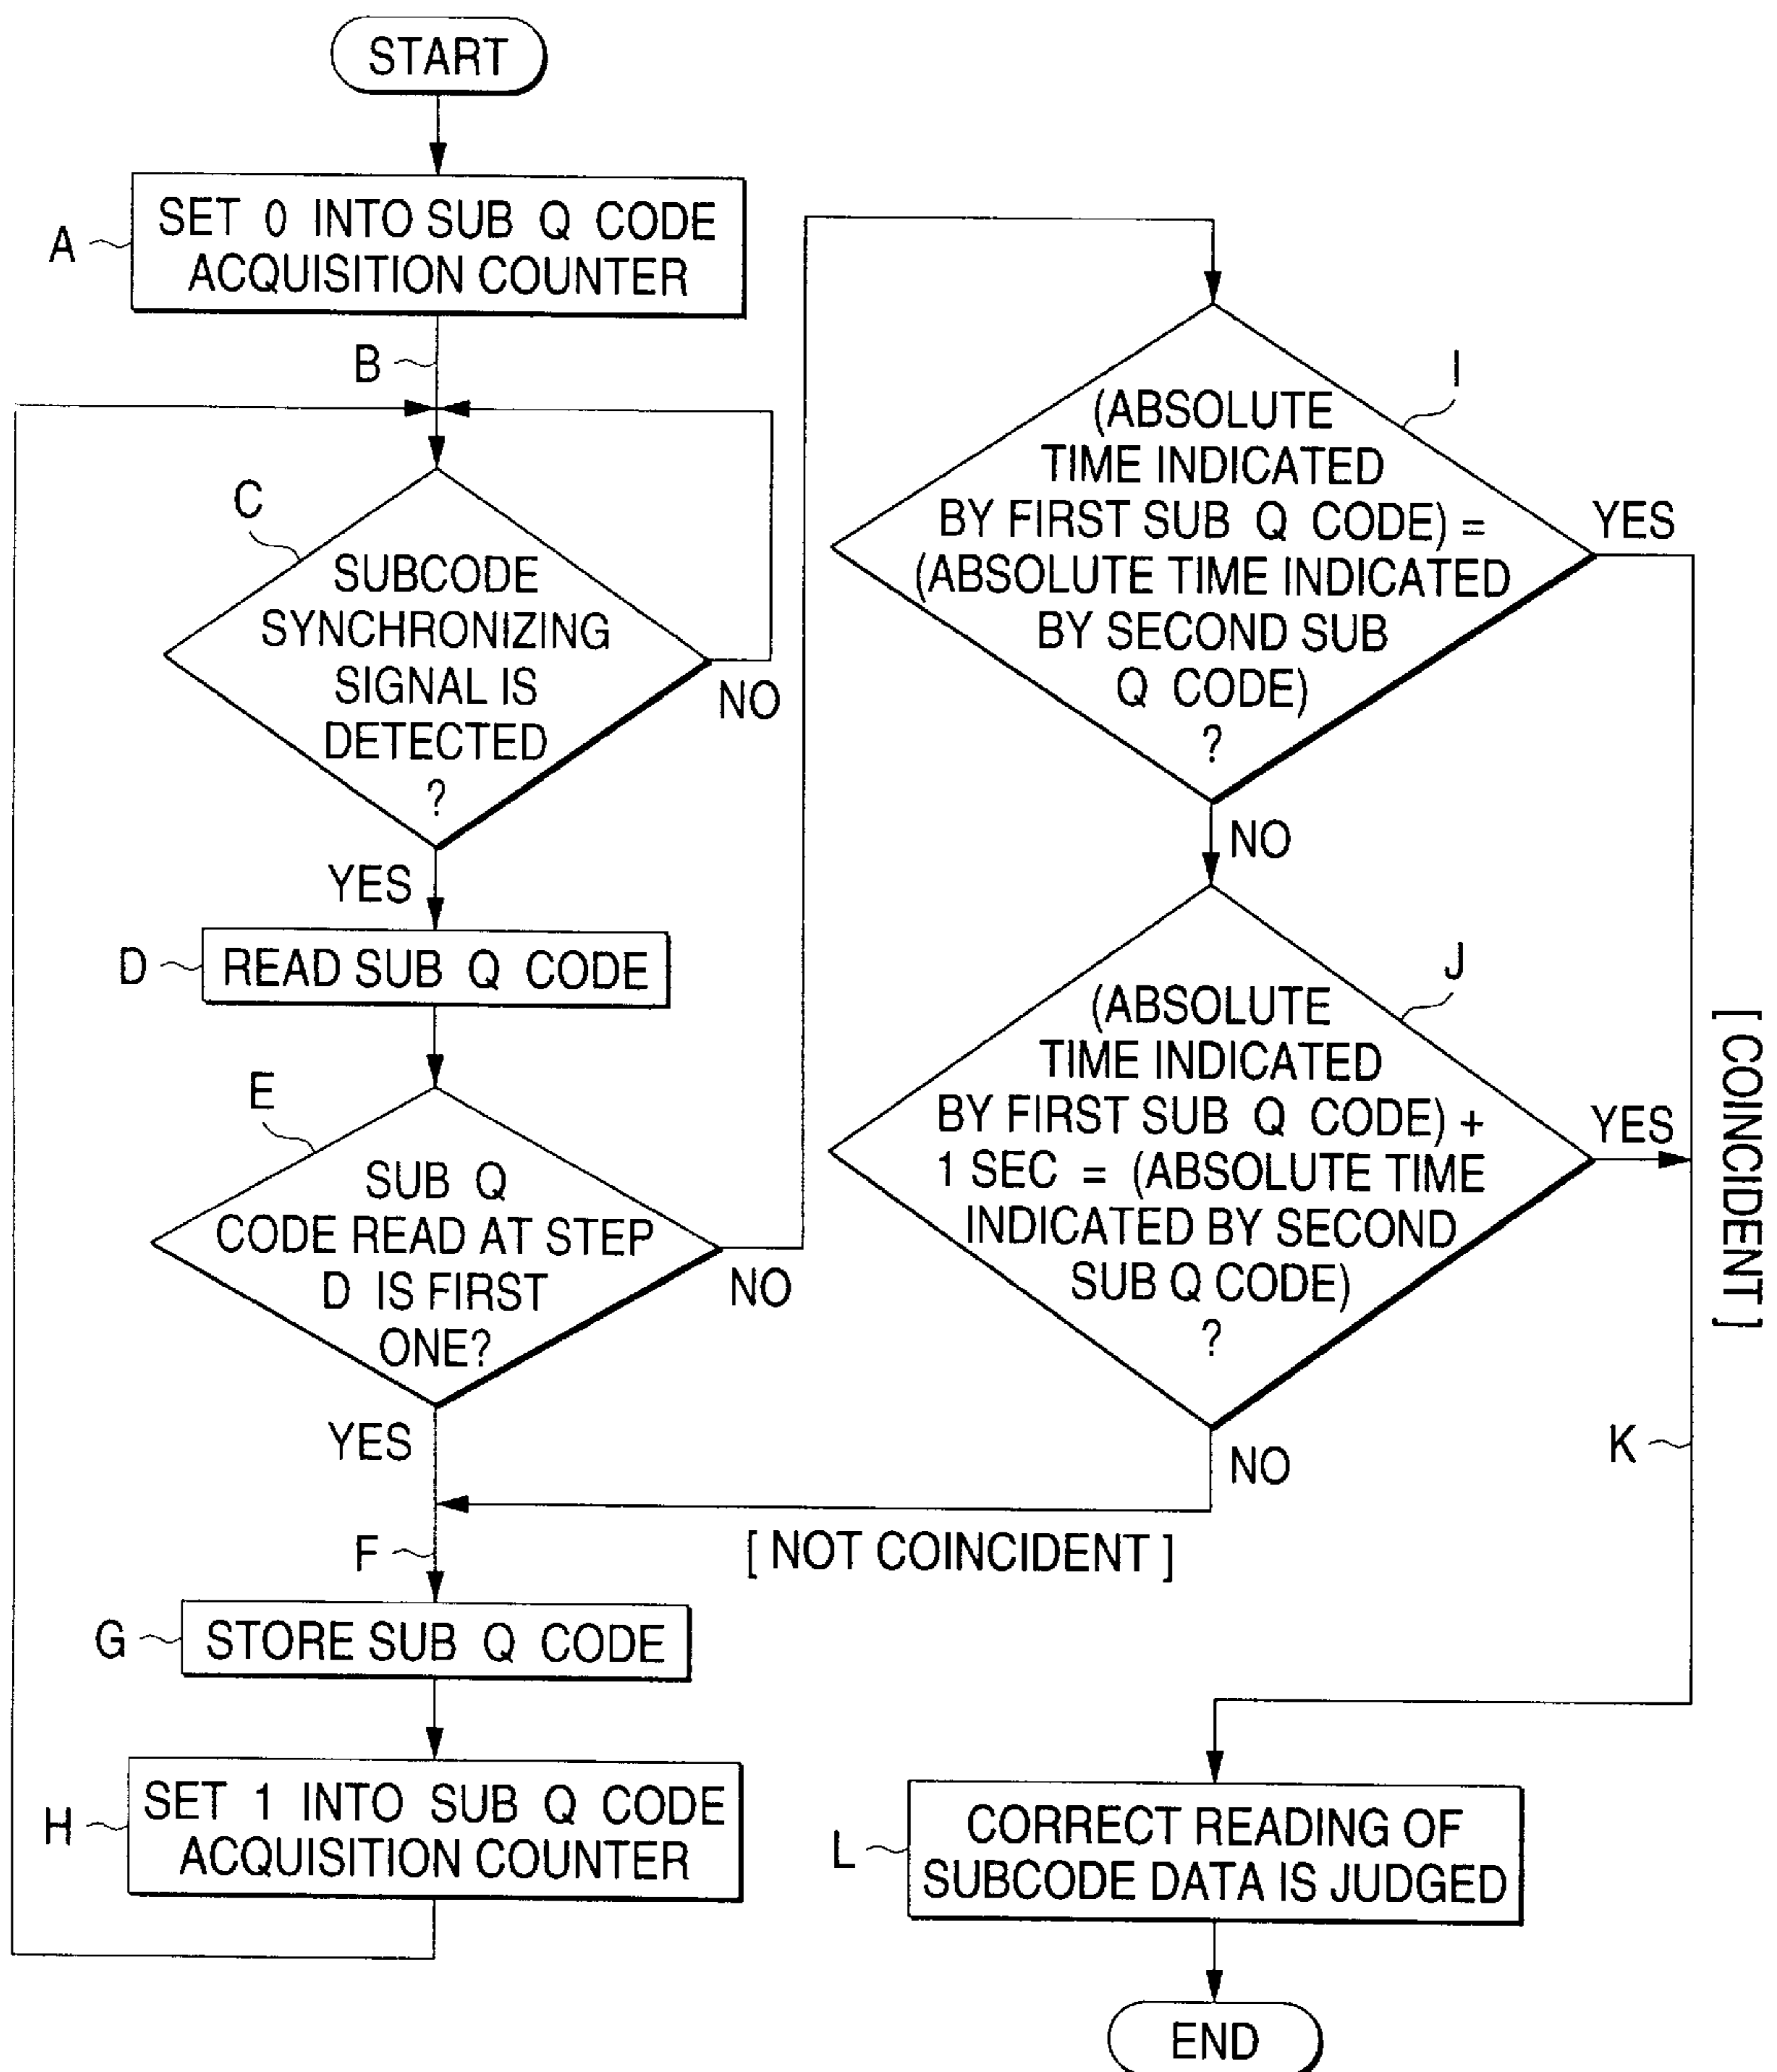 START
A
SET 0 INTO SUB Q CODE
ACQUISITION COUNTER
B
C
SUBCODE
SYNCHRONIZING
SIGNAL IS
DETECTED
?
NO
YES
D
READ SUB Q CODE
E
SUB Q
CODE READ AT STEP
D IS FIRST
ONE?
NO
YES
F
G
STORE SUB Q CODE
H
SET 1 INTO SUB Q CODE
ACQUISITION COUNTER
I
(ABSOLUTE
TIME INDICATED
BY FIRST SUB Q CODE) =
(ABSOLUTE TIME INDICATED
BY SECOND SUB
Q CODE)
?
YES
NO
J
(ABSOLUTE
TIME INDICATED
BY FIRST SUB Q CODE) +
1 SEC = (ABSOLUTE TIME
INDICATED BY SECOND
SUB Q CODE)
?
YES
NO
[ NOT COINCIDENT ]
[ COINCIDENT ]
K
L
CORRECT READING OF
SUBCODE DATA IS JUDGED
END